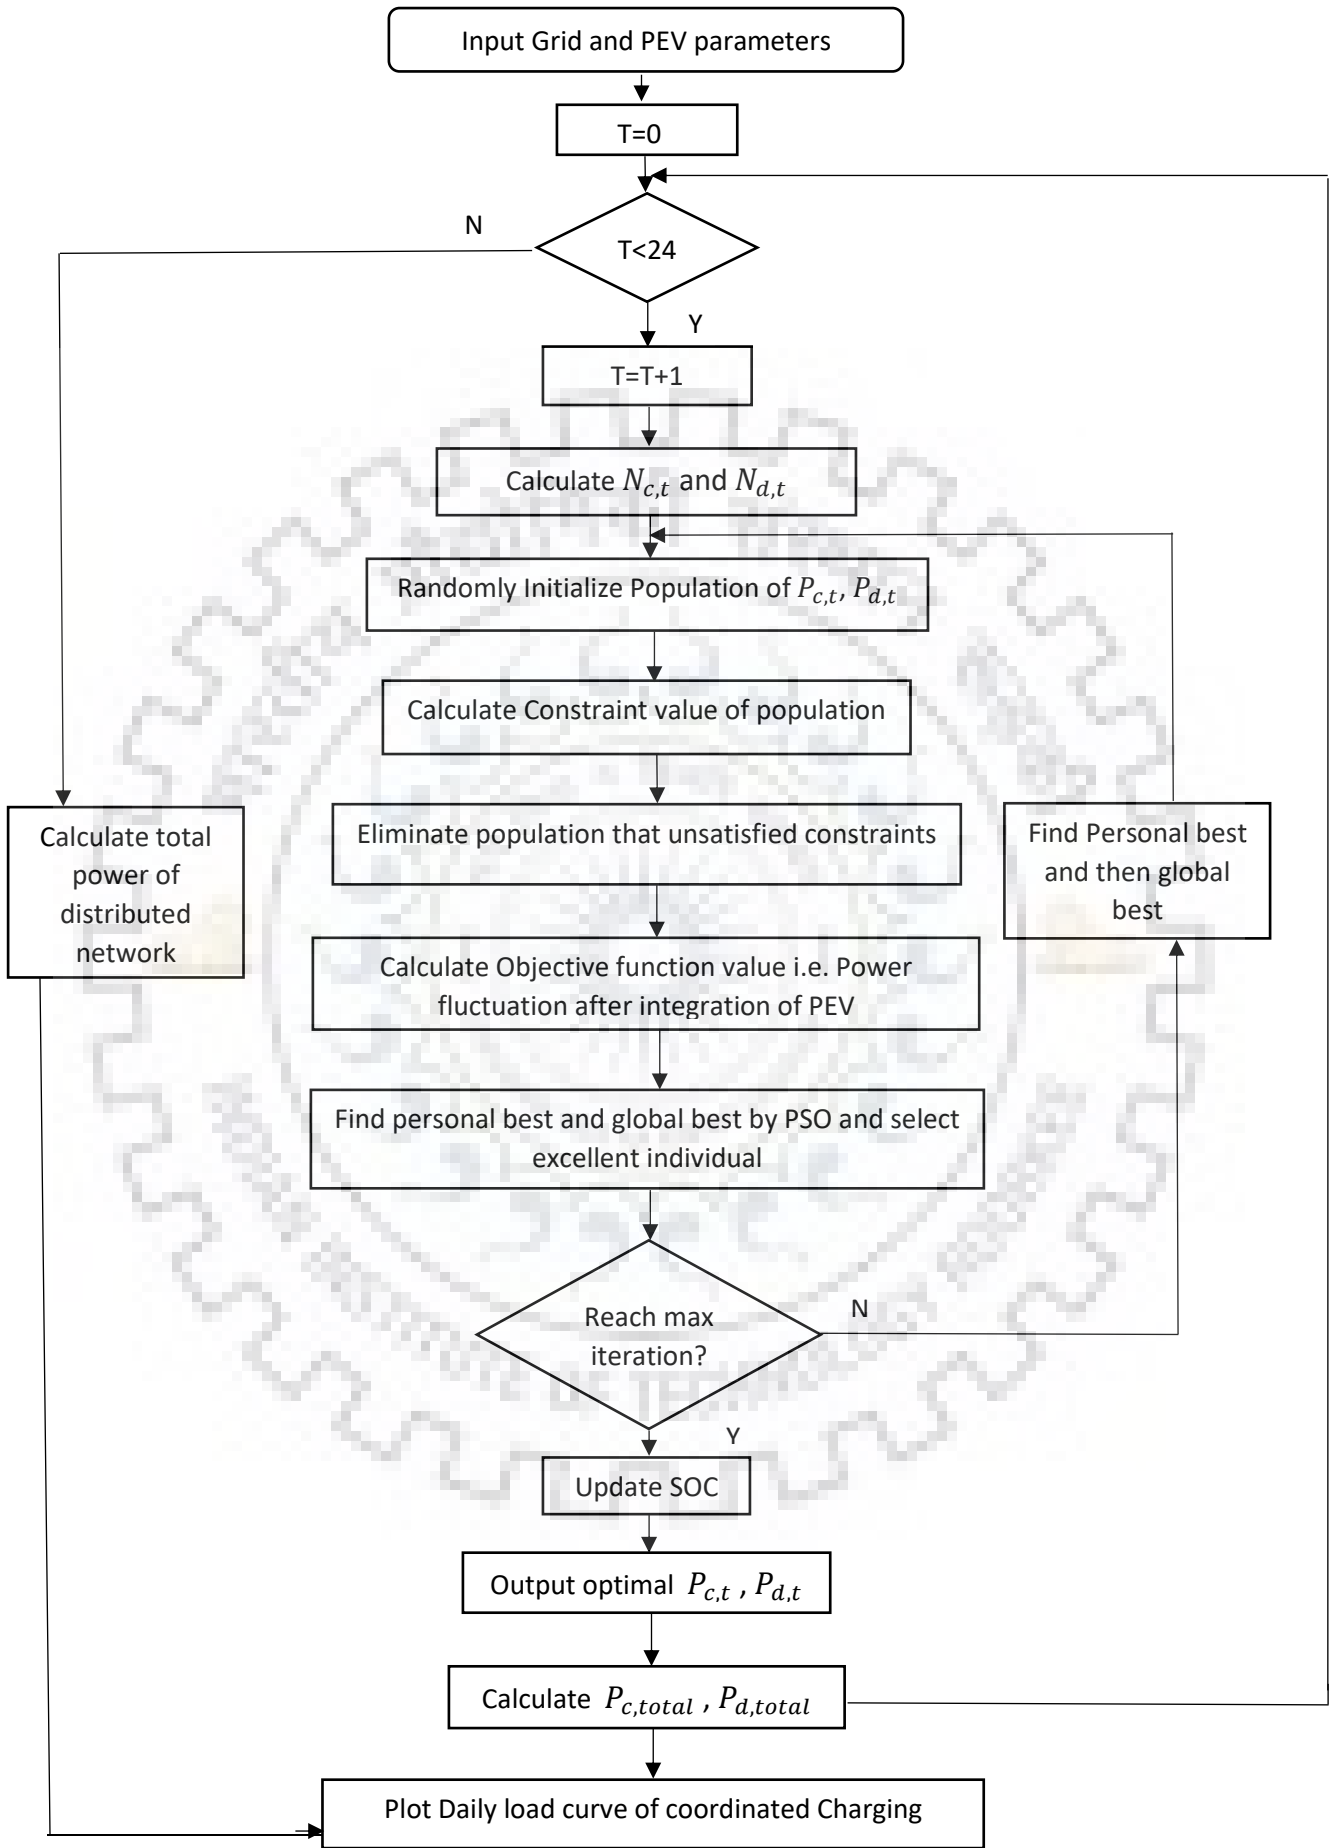 Input Grid and PEV parameters
T=0
N
T<24
Y
T=T+1
Calculate N_{c,t} and N_{d,t}
Randomly Initialize Population of P_{c,t}, P_{d,t}
Calculate Constraint value of population
Eliminate population that unsatisfied constraints
Calculate total
power of
distributed
network
Find Personal best
and then global
best
Calculate Objective function value i.e. Power
fluctuation after integration of PEV
Find personal best and global best by PSO and select
excellent individual
Reach max
iteration?
N
Y
Update SOC
Output optimal P_{c,t} , P_{d,t}
Calculate P_{c,total} , P_{d,total}
Plot Daily load curve of coordinated Charging